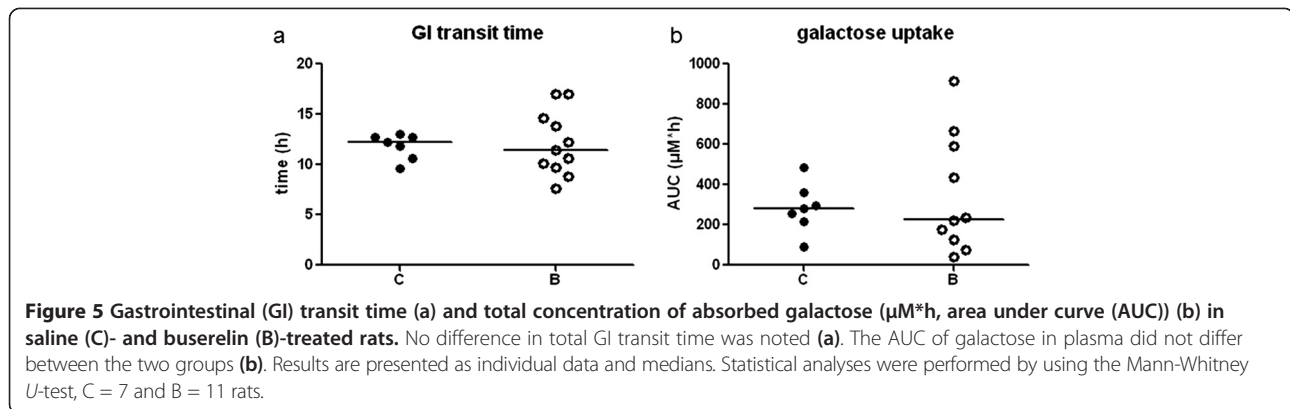 a GI transit time
b galactose uptake
20
15
10
5
0
time (h)
C B
1000
800
600
400
200
0
AUC (µM*h)
C B
Figure 5 Gastrointestinal (GI) transit time (a) and total concentration of absorbed galactose (µM*h, area under curve (AUC)) (b) in
saline (C)- and buserelin (B)-treated rats. No difference in total GI transit time was noted (a). The AUC of galactose in plasma did not differ
between the two groups (b). Results are presented as individual data and medians. Statistical analyses were performed by using the Mann-Whitney
U-test, C = 7 and B = 11 rats.